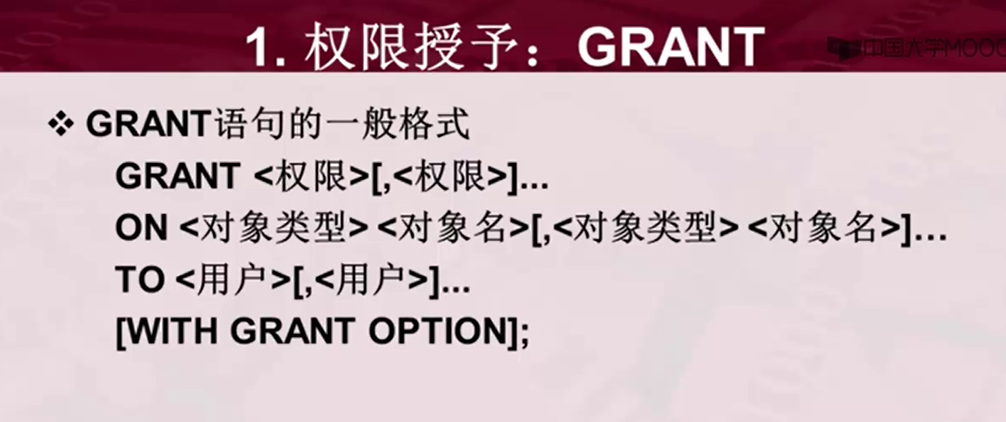 1. 权限授予：GRANT
中国大学MOOC
❖ GRANT语句的一般格式
GRANT <权限>[,<权限>]...
ON <对象类型> <对象名>[,<对象类型> <对象名>]…
TO <用户>[,<用户>]...
[WITH GRANT OPTION];